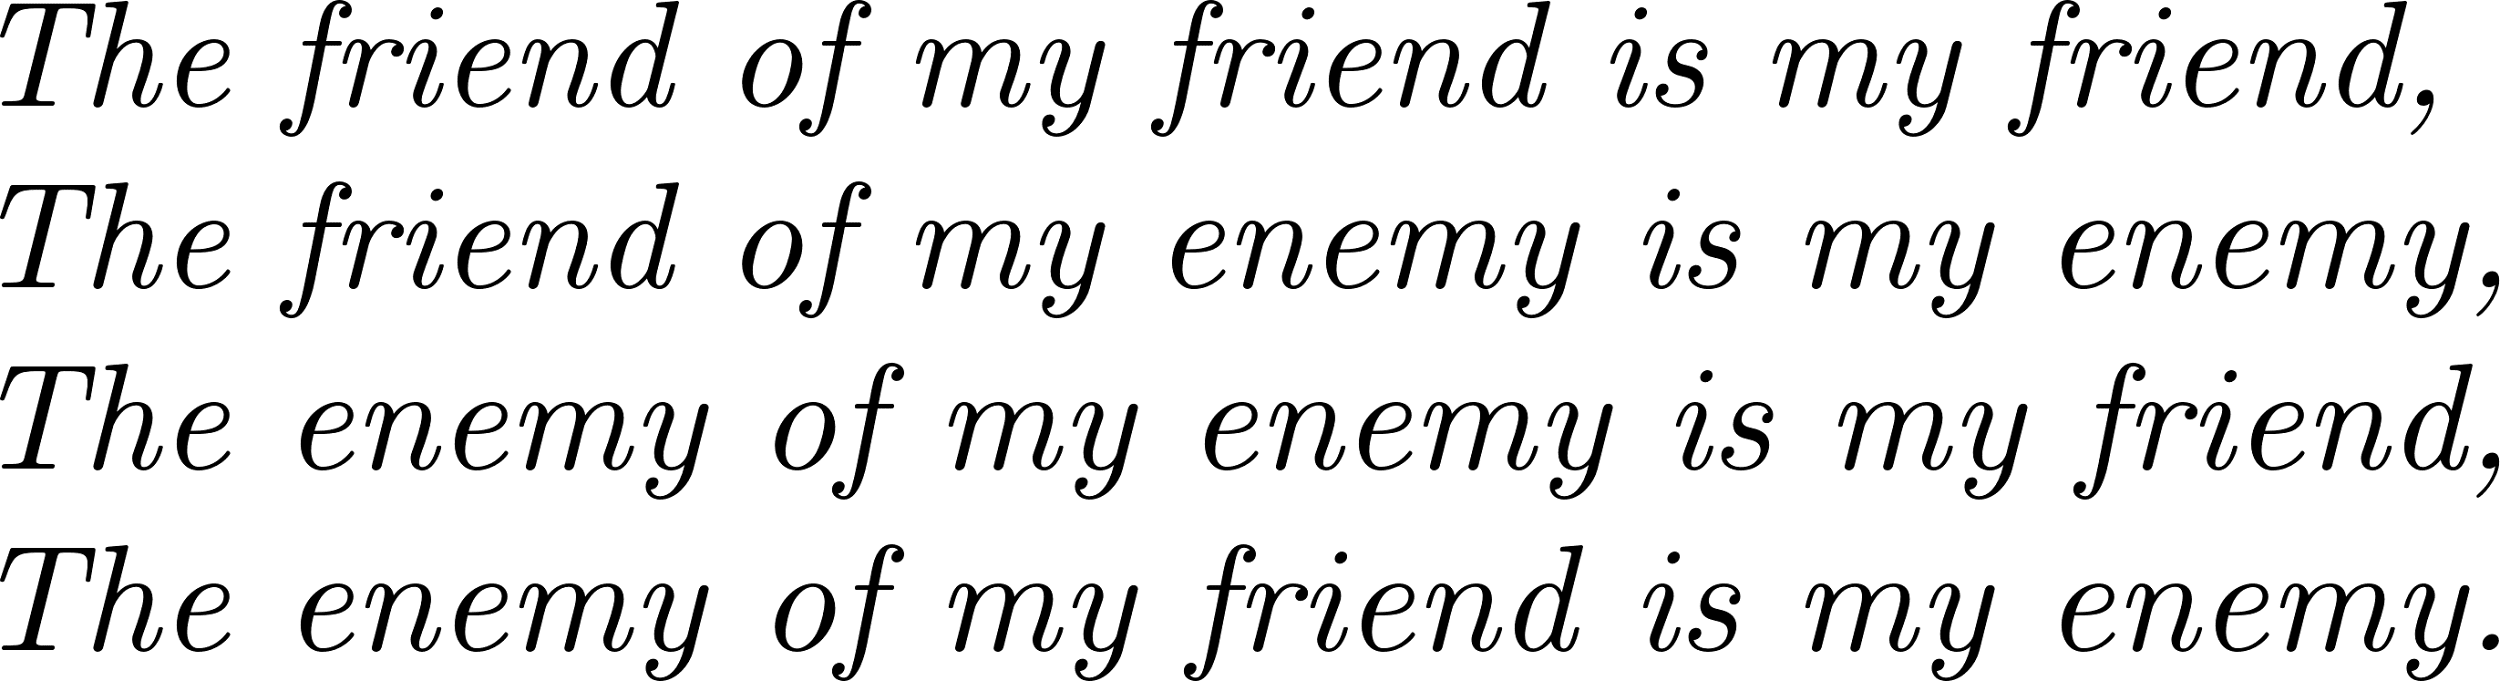 The friend of my friend is my friend,
The friend of my enemy is my enemy,
The enemy of my enemy is my friend,
The enemy of my friend is my enemy.